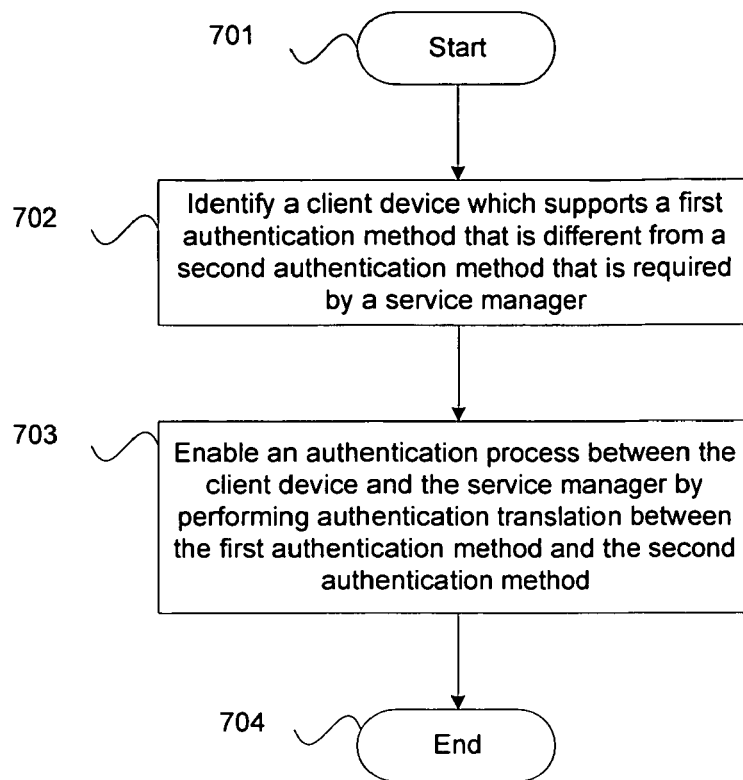 701
Start
702
Identify a client device which supports a first
authentication method that is different from a
second authentication method that is required
by a service manager
703
Enable an authentication process between the
client device and the service manager by
performing authentication translation between
the first authentication method and the second
authentication method
704
End